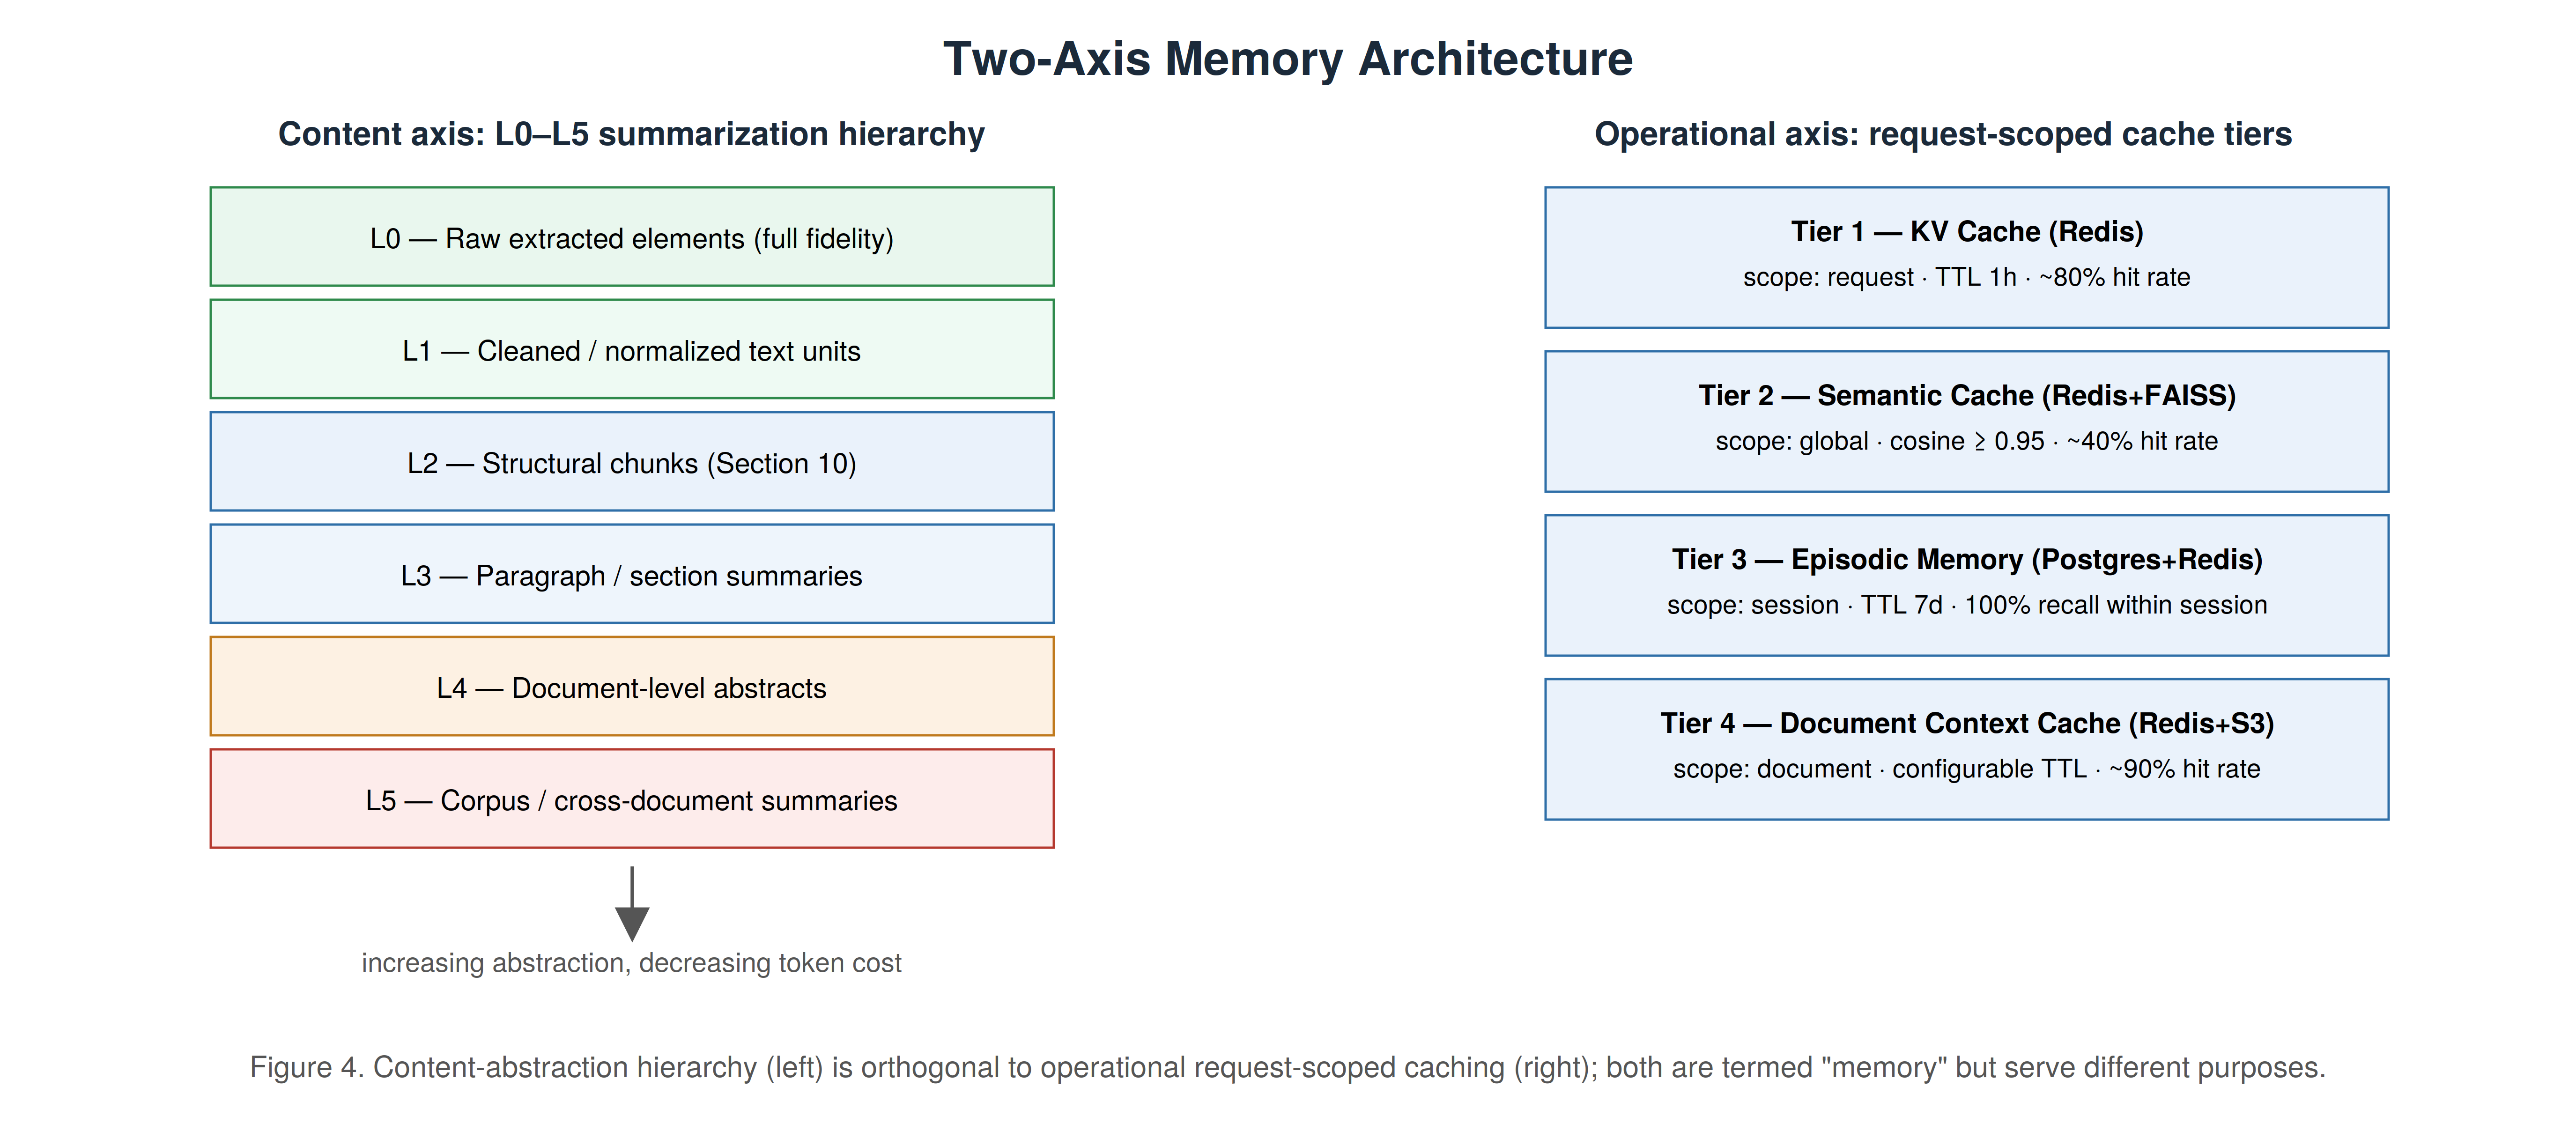 Two-Axis Memory Architecture
Content axis: L0–L5 summarization hierarchy
L0 — Raw extracted elements (full fidelity)
L1 — Cleaned / normalized text units
L2 — Structural chunks (Section 10)
L3 — Paragraph / section summaries
L4 — Document-level abstracts
L5 — Corpus / cross-document summaries
increasing abstraction, decreasing token cost
Operational axis: request-scoped cache tiers
Tier 1 — KV Cache (Redis)
scope: request · TTL 1h · ~80% hit rate
Tier 2 — Semantic Cache (Redis+FAISS)
scope: global · cosine ≥ 0.95 · ~40% hit rate
Tier 3 — Episodic Memory (Postgres+Redis)
scope: session · TTL 7d · 100% recall within session
Tier 4 — Document Context Cache (Redis+S3)
scope: document · configurable TTL · ~90% hit rate
Figure 4. Content-abstraction hierarchy (left) is orthogonal to operational request-scoped caching (right); both are termed "memory" but serve different purposes.